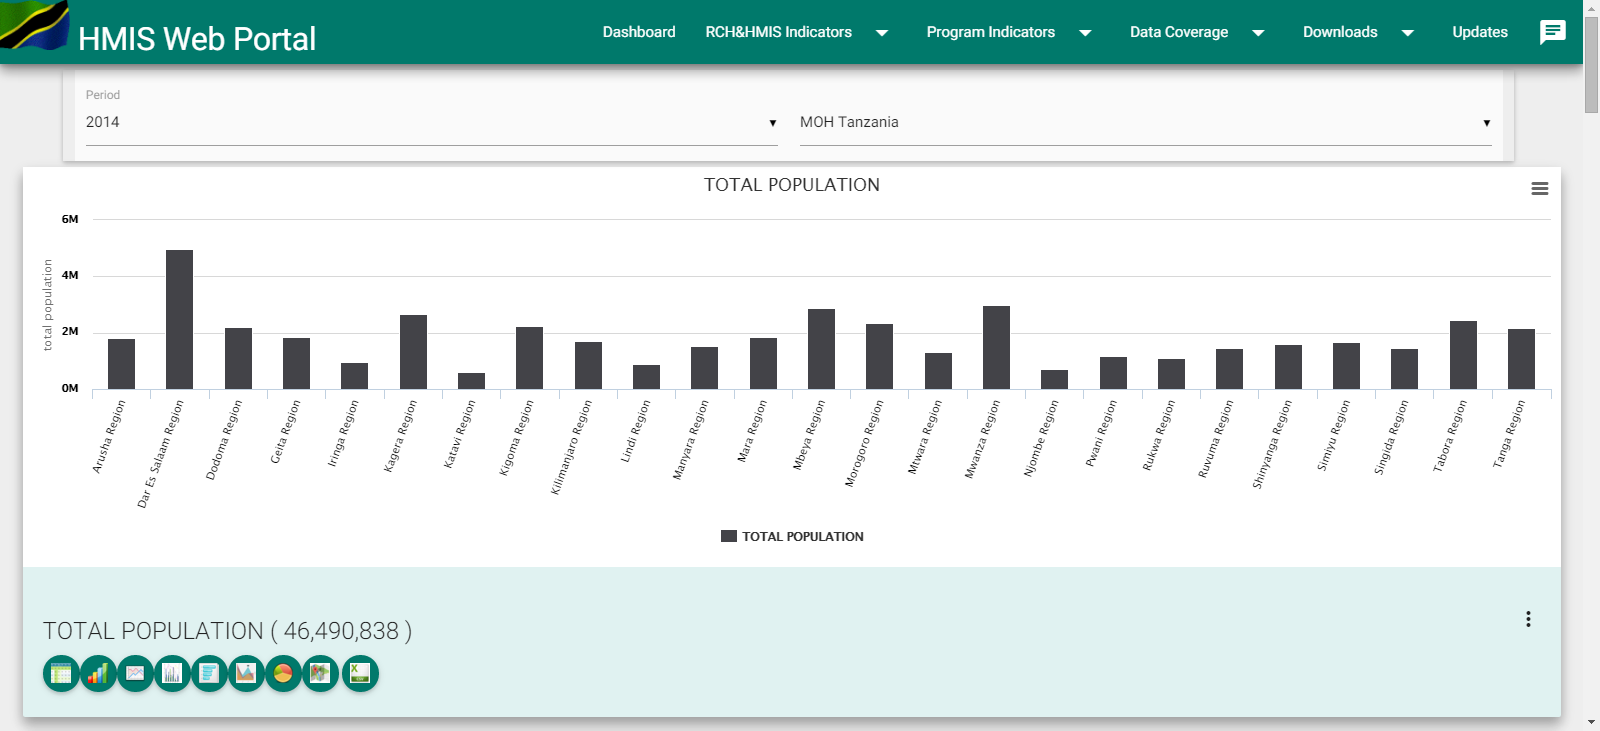 HMIS Web Portal
Dashboard RCH&HMIS Indicators Program Indicators Data Coverage Downloads Updates
Period
2014 MOH Tanzania
TOTAL POPULATION
total population
6M
4M
2M
0M
Arusha Region
Dar Es Salaam Region
Dodoma Region
Geita Region
Iringa Region
Kagera Region
Katavi Region
Kigoma Region
Kilimanjaro Region
Lindi Region
Manyara Region
Mara Region
Mbeya Region
Morogoro Region
Mtwara Region
Mwanza Region
Njombe Region
Pwani Region
Rukwa Region
Ruvuma Region
Shinyanga Region
Simiyu Region
Singida Region
Tabora Region
Tanga Region
TOTAL POPULATION
TOTAL POPULATION ( 46,490,838 )